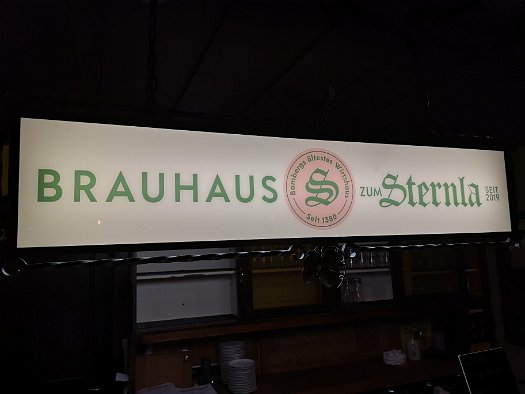 BRAUHAUS
Bambergs ältestes Wirtshaus
S
Seit 1380
ZUM Sternla
SEIT
2019